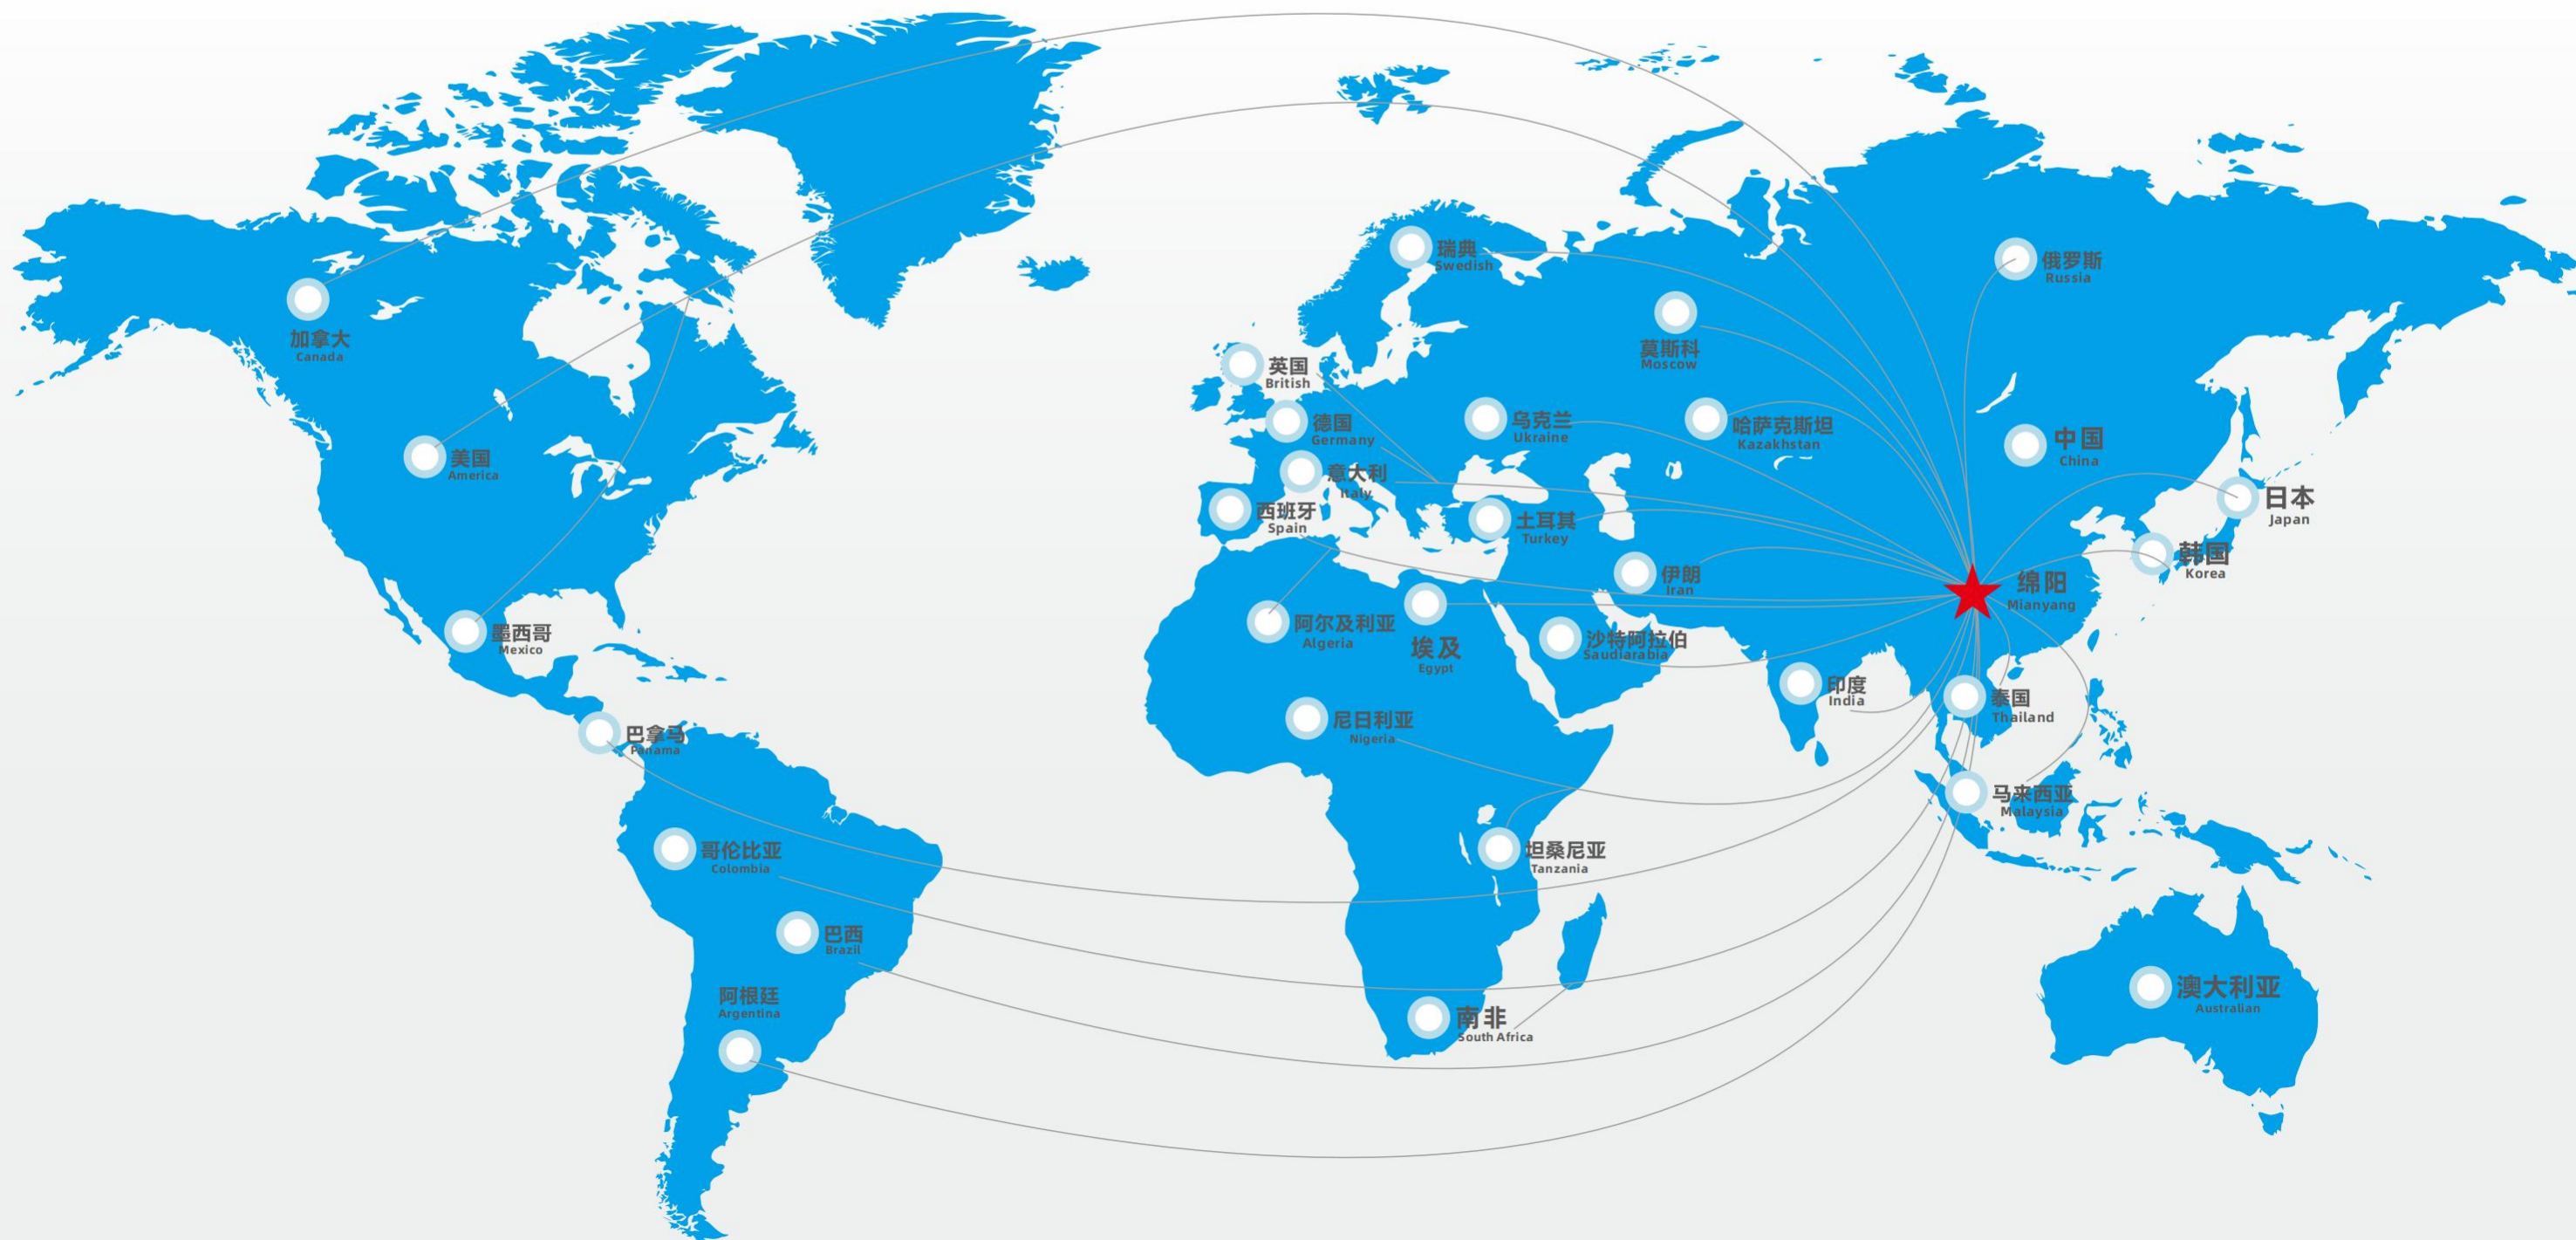 瑞典
Swedish
俄罗斯
Russia
加拿大
Canada
莫斯科
Moscow
英国
British
德国
Germany
乌克兰
Ukraine
哈萨克斯坦
Kazakhstan
中国
China
美国
America
意大利
Italy
日本
Japan
西班牙
Spain
土耳其
Turkey
韩国
Korea
伊朗
Iran
绵阳
Mianyang
墨西哥
Mexico
阿尔及利亚
Algeria
埃及
Egypt
沙特阿拉伯
Saudiarabia
印度
India
泰国
Thailand
巴拿马
Panama
尼日利亚
Nigeria
马来西亚
Malaysia
哥伦比亚
Colombia
坦桑尼亚
Tanzania
巴西
Brazil
阿根廷
Argentina
南非
South Africa
澳大利亚
Australian